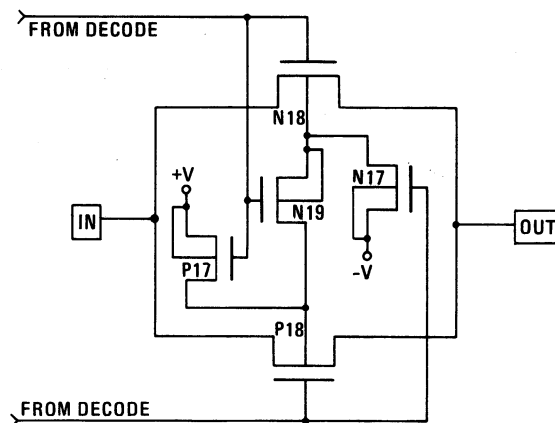 FROM DECODE
N18
+V
N17
IN
N19
OUT
P17
-V
P18
FROM DECODE